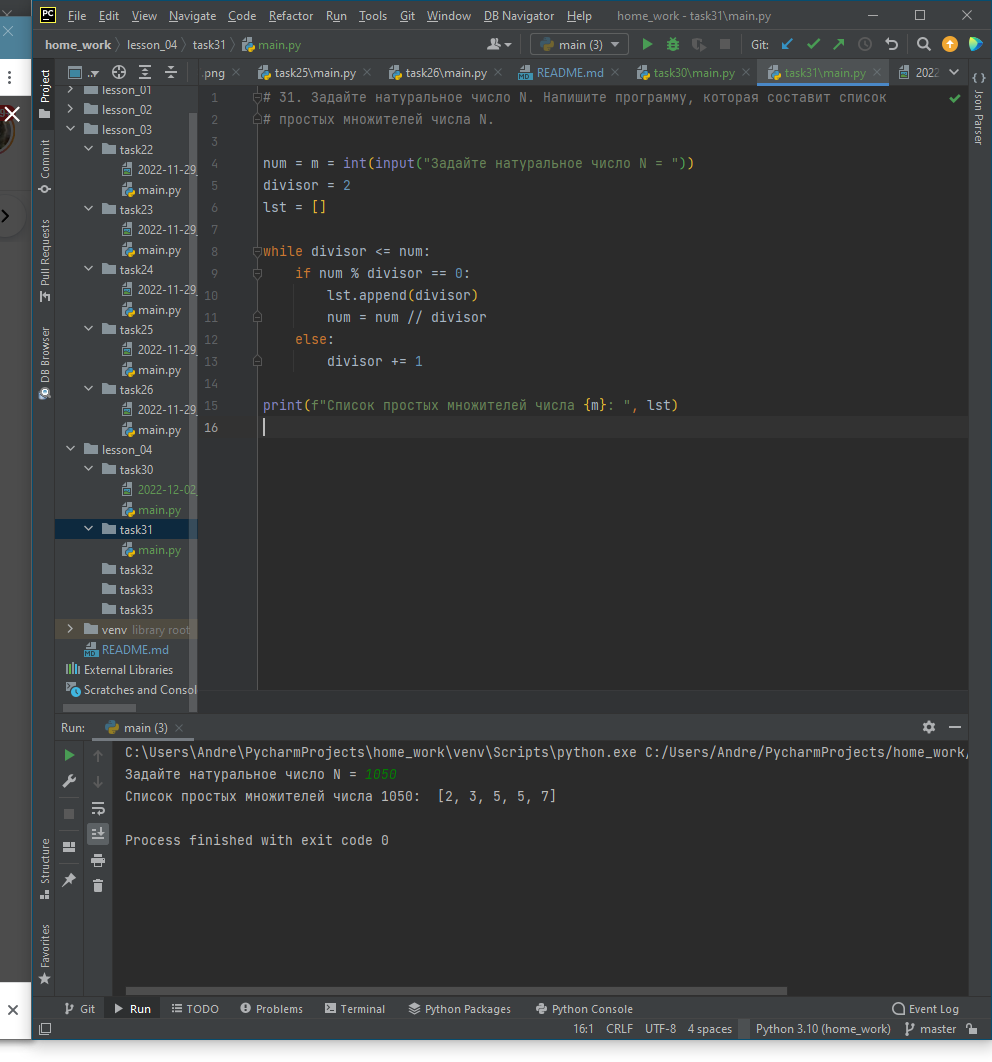 PC File Edit View Navigate Code Refactor Run Tools Git Window DB Navigator Help home_work - task31\main.py
home_work lesson_04 task31 main.py main (3) Git:
.png task25\main.py task26\main.py README.md task30\main.py task31\main.py 2022
Project
Commit
Pull Requests
DB Browser
Structure
Favorites
Json Parser
lesson_01
lesson_02
lesson_03
task22
2022-11-29_
main.py
task23
2022-11-29_
main.py
task24
2022-11-29_
main.py
task25
2022-11-29_
main.py
task26
2022-11-29_
main.py
lesson_04
task30
2022-12-02_
main.py
task31
main.py
task32
task33
task35
venv library root
README.md
External Libraries
Scratches and Consol
1 # 31. Задайте натуральное число N. Напишите программу, которая составит список
2 # простых множителей числа N.
3
4 num = m = int(input("Задайте натуральное число N = "))
5 divisor = 2
6 lst = []
7
8 while divisor <= num:
9 if num % divisor == 0:
10 lst.append(divisor)
11 num = num // divisor
12 else:
13 divisor += 1
14
15 print(f"Список простых множителей числа {m}: ", lst)
16
Run: main (3)
C:\Users\Andre\PycharmProjects\home_work\venv\Scripts\python.exe C:/Users/Andre/PycharmProjects/home_work/
Задайте натуральное число N = 1050
Список простых множителей числа 1050:  [2, 3, 5, 5, 7]
Process finished with exit code 0
Git Run TODO Problems Terminal Python Packages Python Console Event Log
16:1 CRLF UTF-8 4 spaces Python 3.10 (home_work) master